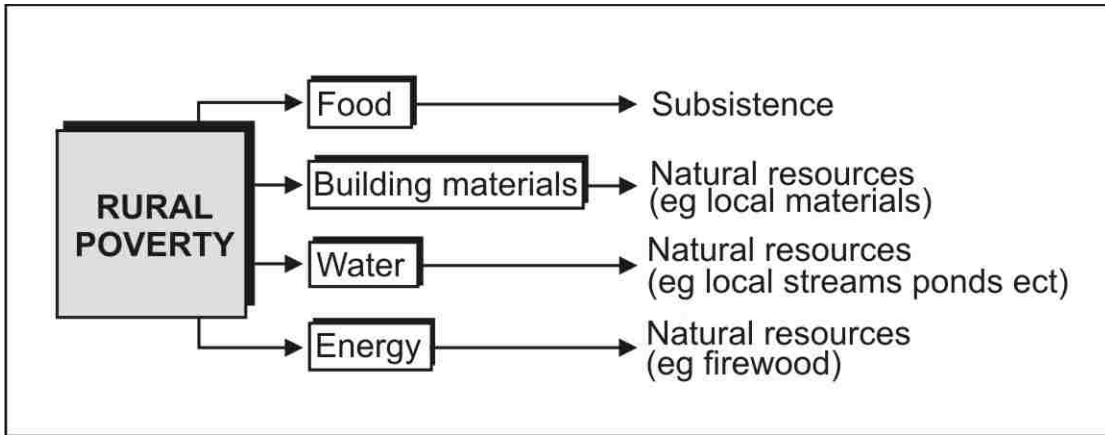 RURAL
POVERTY
Food
Subsistence
Building materials
Natural resources
(eg local materials)
Water
Natural resources
(eg local streams ponds ect)
Energy
Natural resources
(eg firewood)